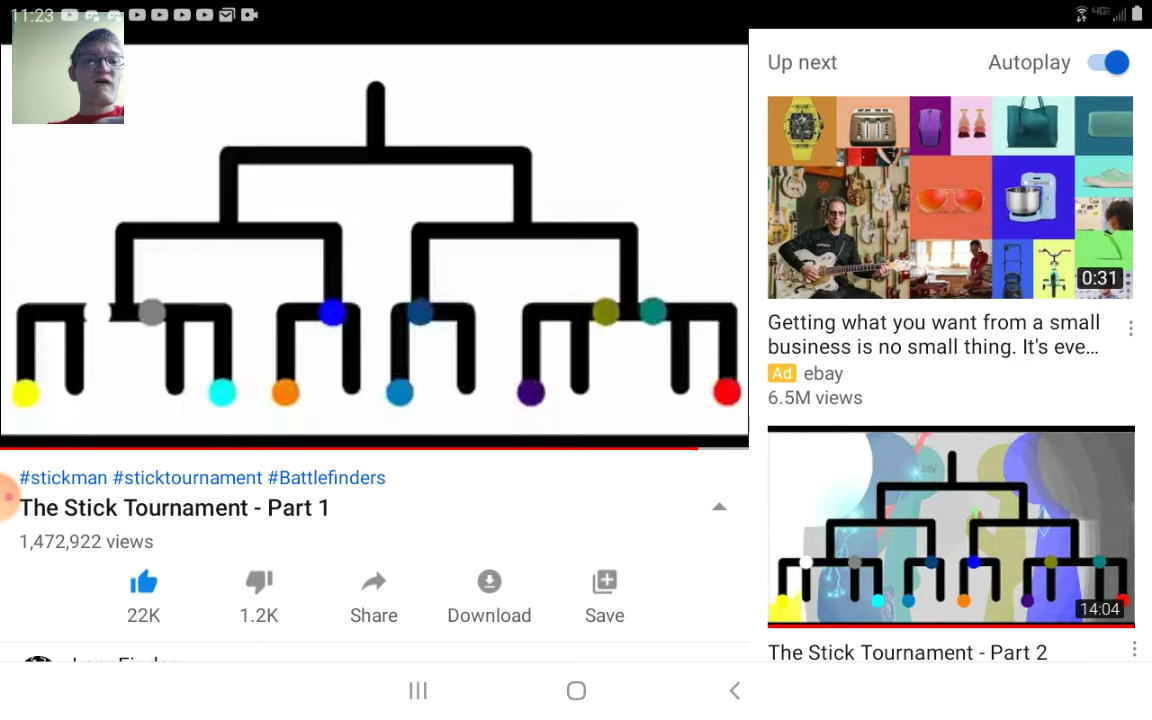 11:23
4G
Up next
Autoplay
0:31
Getting what you want from a small
business is no small thing. It's eve...
Ad ebay
6.5M views
#stickman #sticktournament #Battlefinders
The Stick Tournament - Part 1
1,472,922 views
22K
1.2K
Share
Download
Save
14:04
The Stick Tournament - Part 2